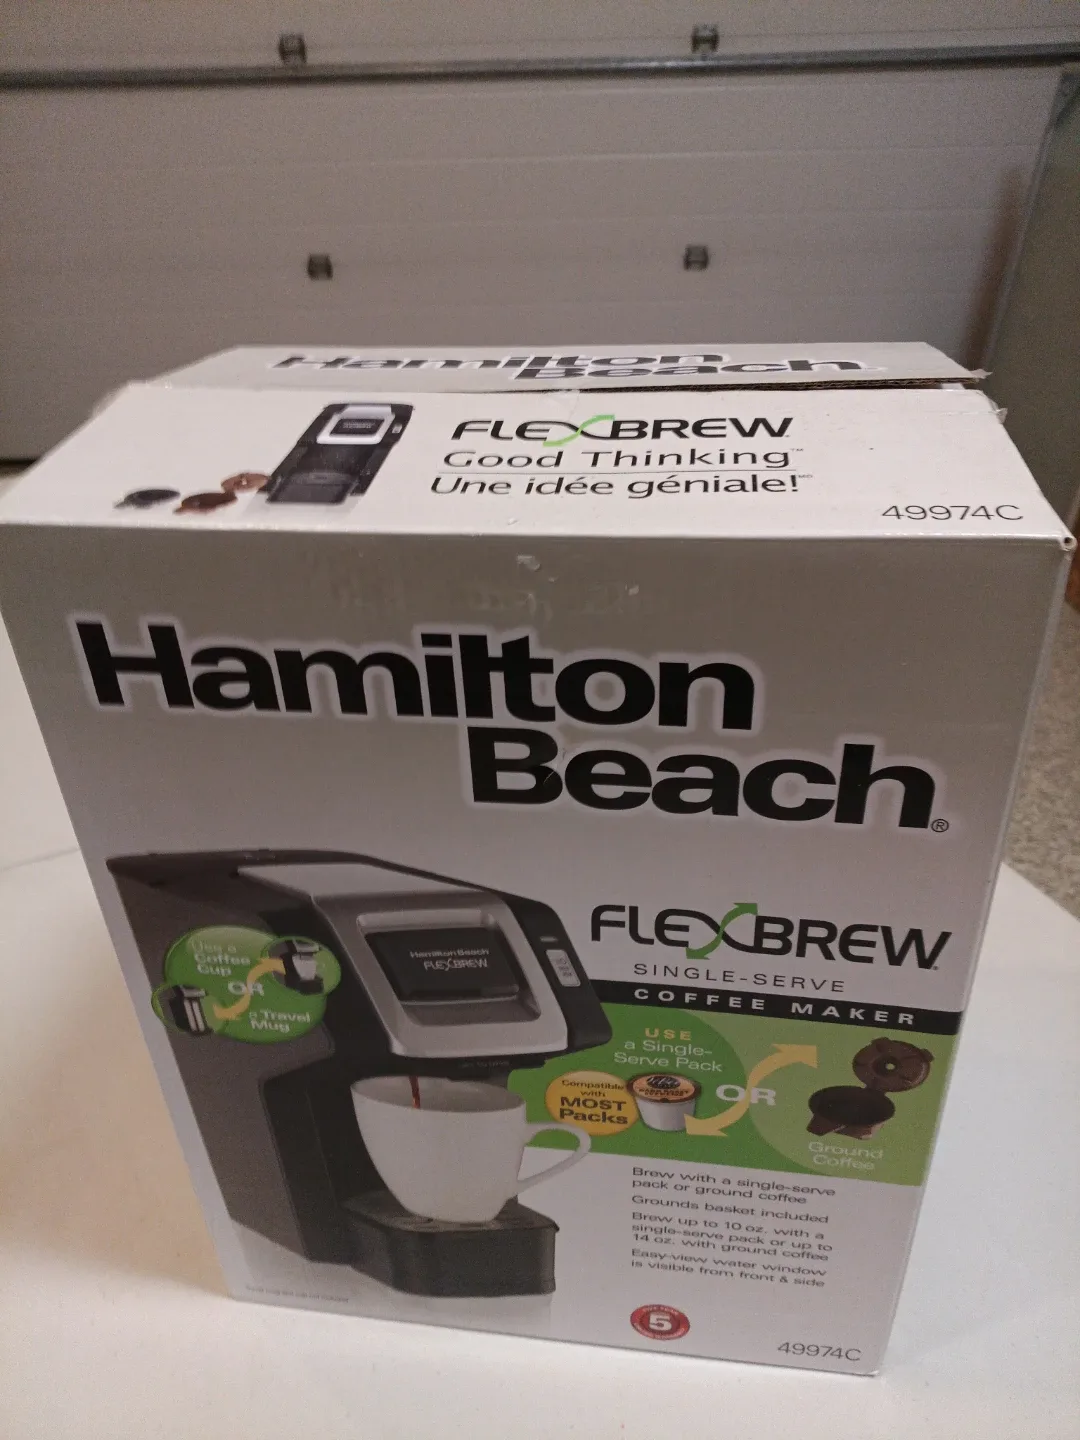 Hamilton
Beach
FLEXBREW
Good Thinking™
Une idée géniale!MD
49974C
Hamilton
Beach®
Use a
Coffee
Cup
OR
a Travel
Mug
Hamilton Beach
FLEXBREW
FLEXBREW
SINGLE-SERVE
COFFEE MAKER
USE
a Single-
Serve Pack
Compatible
with
MOST
Packs
OR
Ground
Coffee
Brew with a single-serve
pack or ground coffee
Grounds basket included
Brew up to 10 oz. with a
single-serve pack or up to
14 oz. with ground coffee
Easy-view water window
is visible from front & side
5
49974C